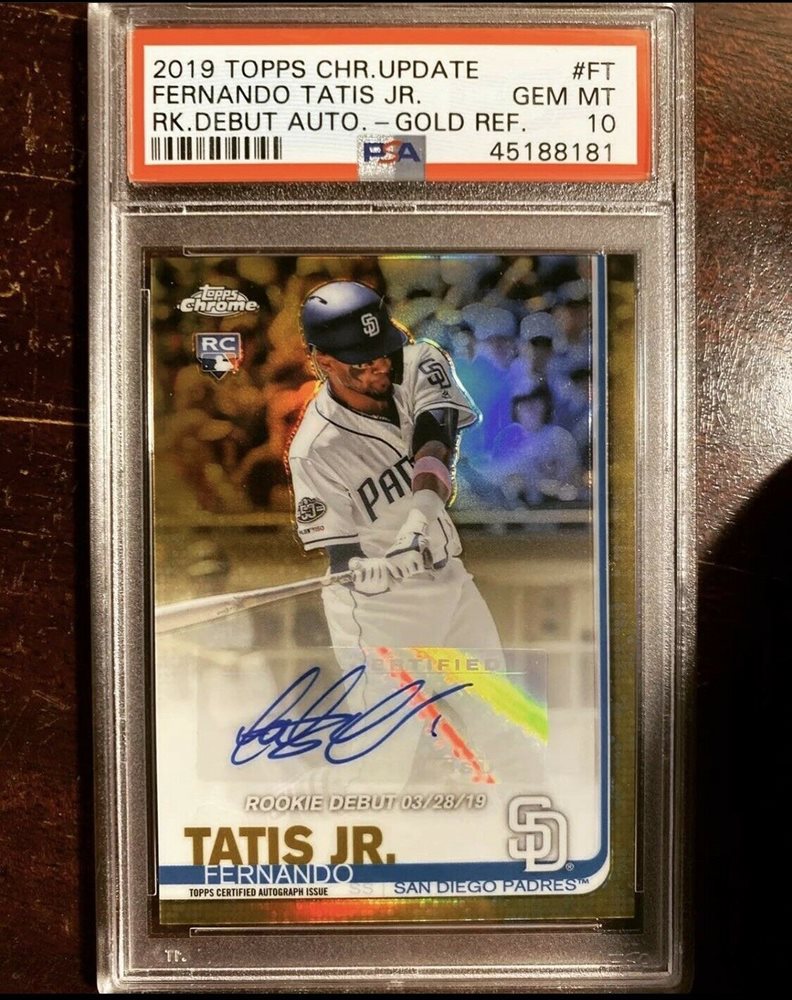 2019 TOPPS CHR.UPDATE #FT
FERNANDO TATIS JR. GEM MT
RK.DEBUT AUTO.-GOLD REF. 10
PSA 45188181
Topps
Chrome
RC
SD
SD
PAD
ROOKIE DEBUT 03/28/19
TATIS JR.
FERNANDO
SD
TOPPS CERTIFIED AUTOGRAPH ISSUE
SS SAN DIEGO PADRES™